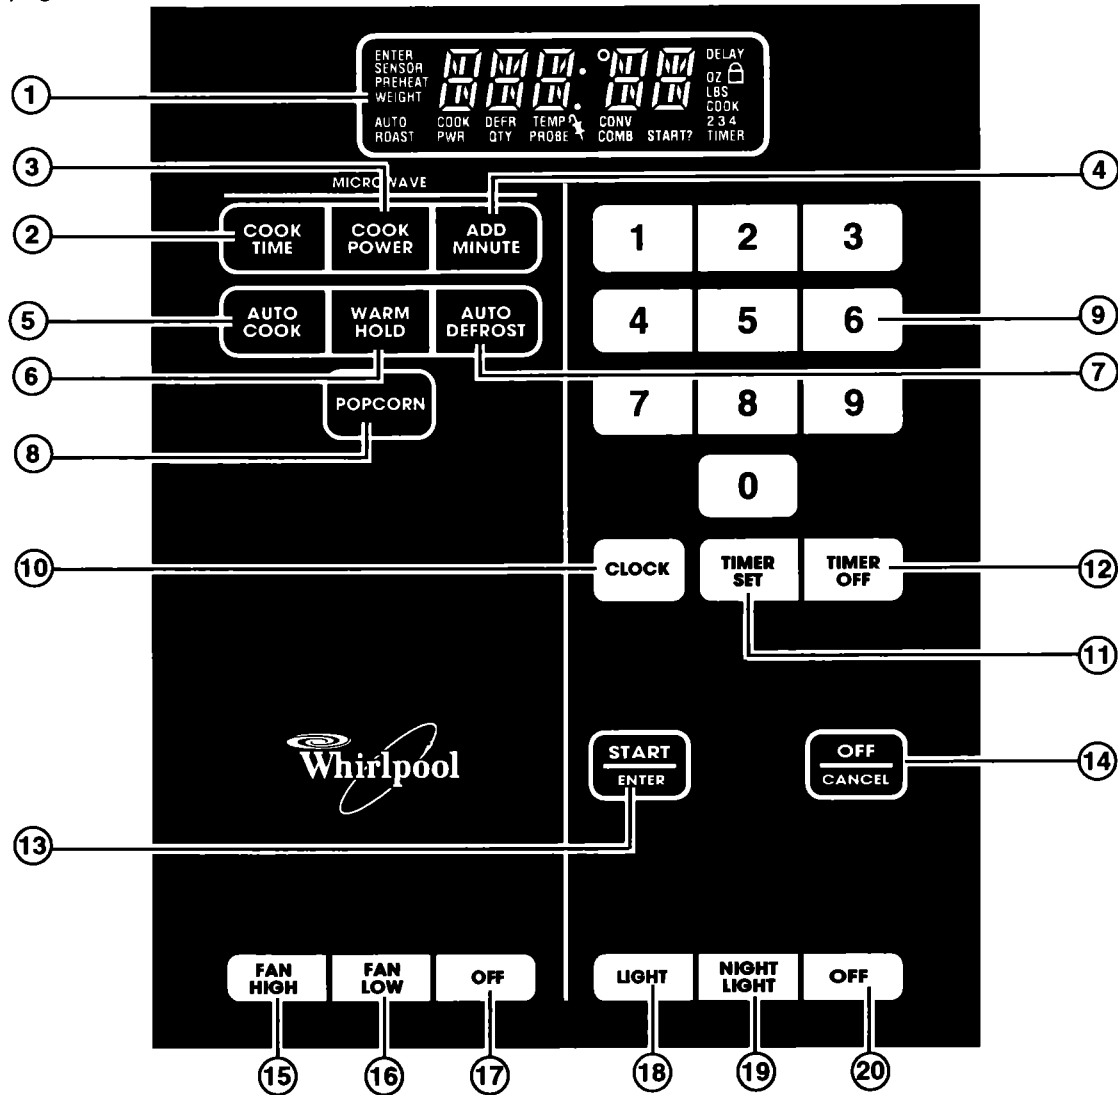 ENTER
SENSOR
PREHEAT
WEIGHT
AUTO
ROAST
COOK
PWR
DEFR
QTY
TEMP
PROBE
CONV
COMB
START?
DELAY
OZ
LBS
COOK
2 3 4
TIMER
1
3
MICROWAVE
4
2
COOK
TIME
COOK
POWER
ADD
MINUTE
1 2 3
5
AUTO
COOK
WARM
HOLD
AUTO
DEFROST
4 5 6
9
6
7
POPCORN
7 8 9
8
0
10
CLOCK
TIMER
SET
TIMER
OFF
12
11
Whirlpool
START
ENTER
OFF
CANCEL
14
13
FAN
HIGH
FAN
LOW
OFF
LIGHT
NIGHT
LIGHT
OFF
15 16 17 18 19 20